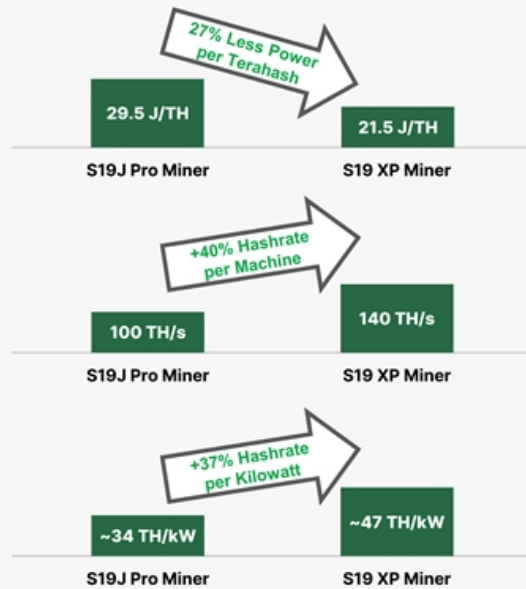 27% Less Power
per Terahash
29.5 J/TH
21.5 J/TH
S19J Pro Miner
S19 XP Miner
+40% Hashrate
per Machine
100 TH/s
140 TH/s
S19J Pro Miner
S19 XP Miner
+37% Hashrate
per Kilowatt
~34 TH/kW
~47 TH/kW
S19J Pro Miner
S19 XP Miner